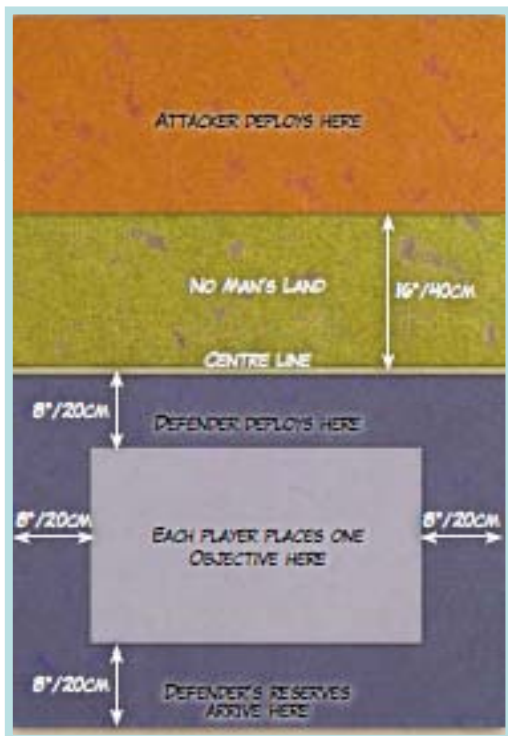 ATTACKER DEPLOYS HERE
NO MAN'S LAND
16"/40CM
CENTRE LINE
8"/20CM
DEFENDER DEPLOYS HERE
8"/20CM
8"/20CM
EACH PLAYER PLACES ONE
OBJECTIVE HERE
8"/20CM
DEFENDER'S RESERVES
ARRIVE HERE